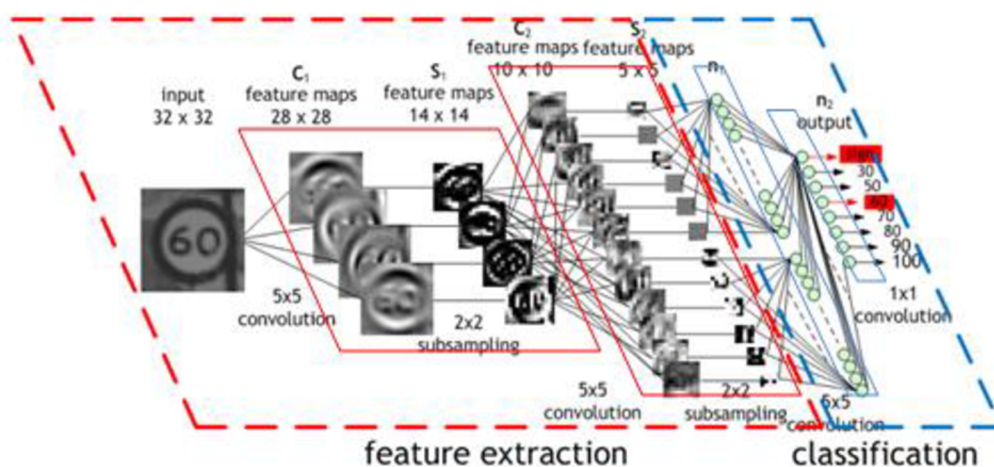 input
32 x 32
C1
feature maps
28 x 28
S1
feature maps
14 x 14
C2
feature maps
10 x 10
S2
feature maps
5 x 5
n1
n2
output
sign
30
50
60
70
80
90
100
60
5x5
convolution
2x2
subsampling
5x5
convolution
2x2
subsampling
5x5
convolution
1x1
convolution
feature extraction
classification